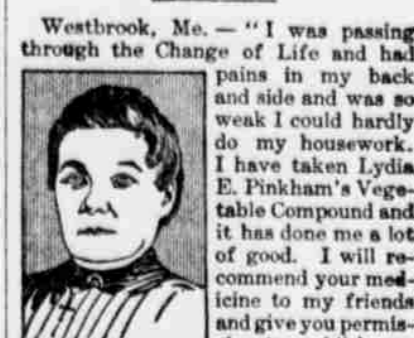 Westbrook, Me. — "I was passing
through the Change of Life and had
pains in my back
and side and was so
weak I could hardly
do my housework.
I have taken Lydia
E. Pinkham's Vege-
table Compound and
it has done me a lot
of good. I will re-
commend your med-
icine to my friends
and give you permis-